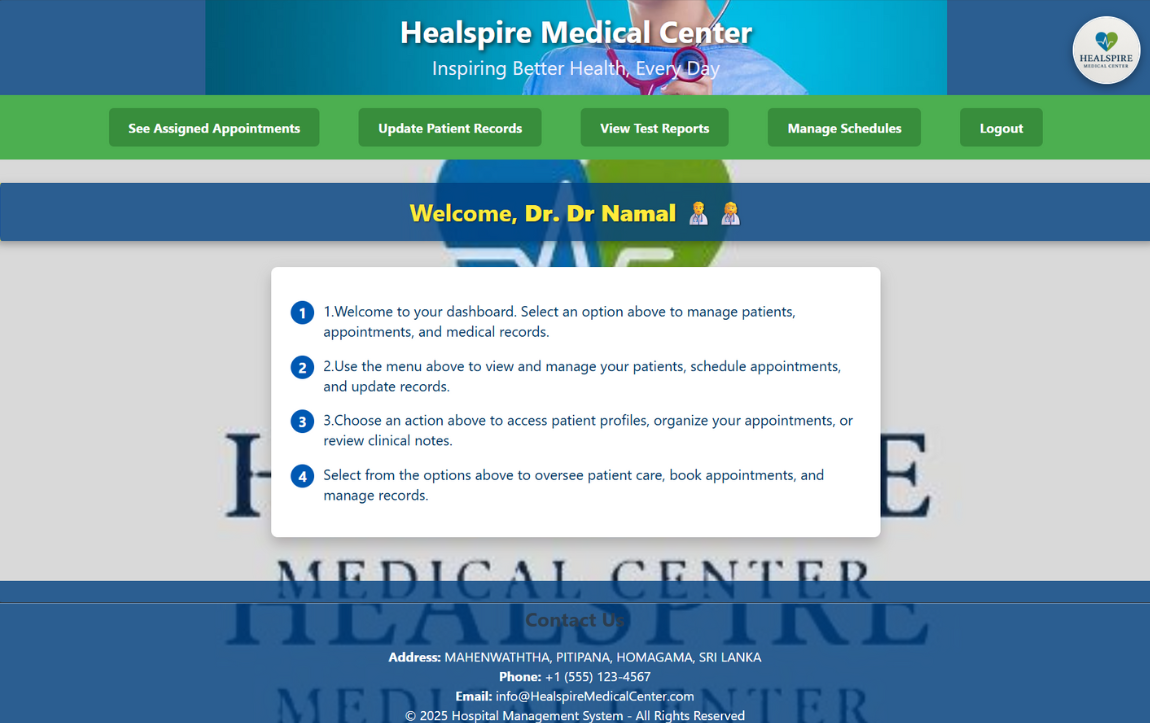 Healspire Medical Center
Inspiring Better Health, Every Day
HEALSPIRE
MEDICAL CENTER
See Assigned Appointments
Update Patient Records
View Test Reports
Manage Schedules
Logout
Welcome, Dr. Dr Namal
1 1.Welcome to your dashboard. Select an option above to manage patients,
appointments, and medical records.
2 2.Use the menu above to view and manage your patients, schedule appointments,
and update records.
3 3.Choose an action above to access patient profiles, organize your appointments, or
review clinical notes.
4 Select from the options above to oversee patient care, book appointments, and
manage records.
MEDICAL CENTER
HEALSPIRE
Contact Us
Address: MAHENWATHTHA, PITIPANA, HOMAGAMA, SRI LANKA
Phone: +1 (555) 123-4567
Email: info@HealspireMedicalCenter.com
MEDICAL CENTER
© 2025 Hospital Management System - All Rights Reserved